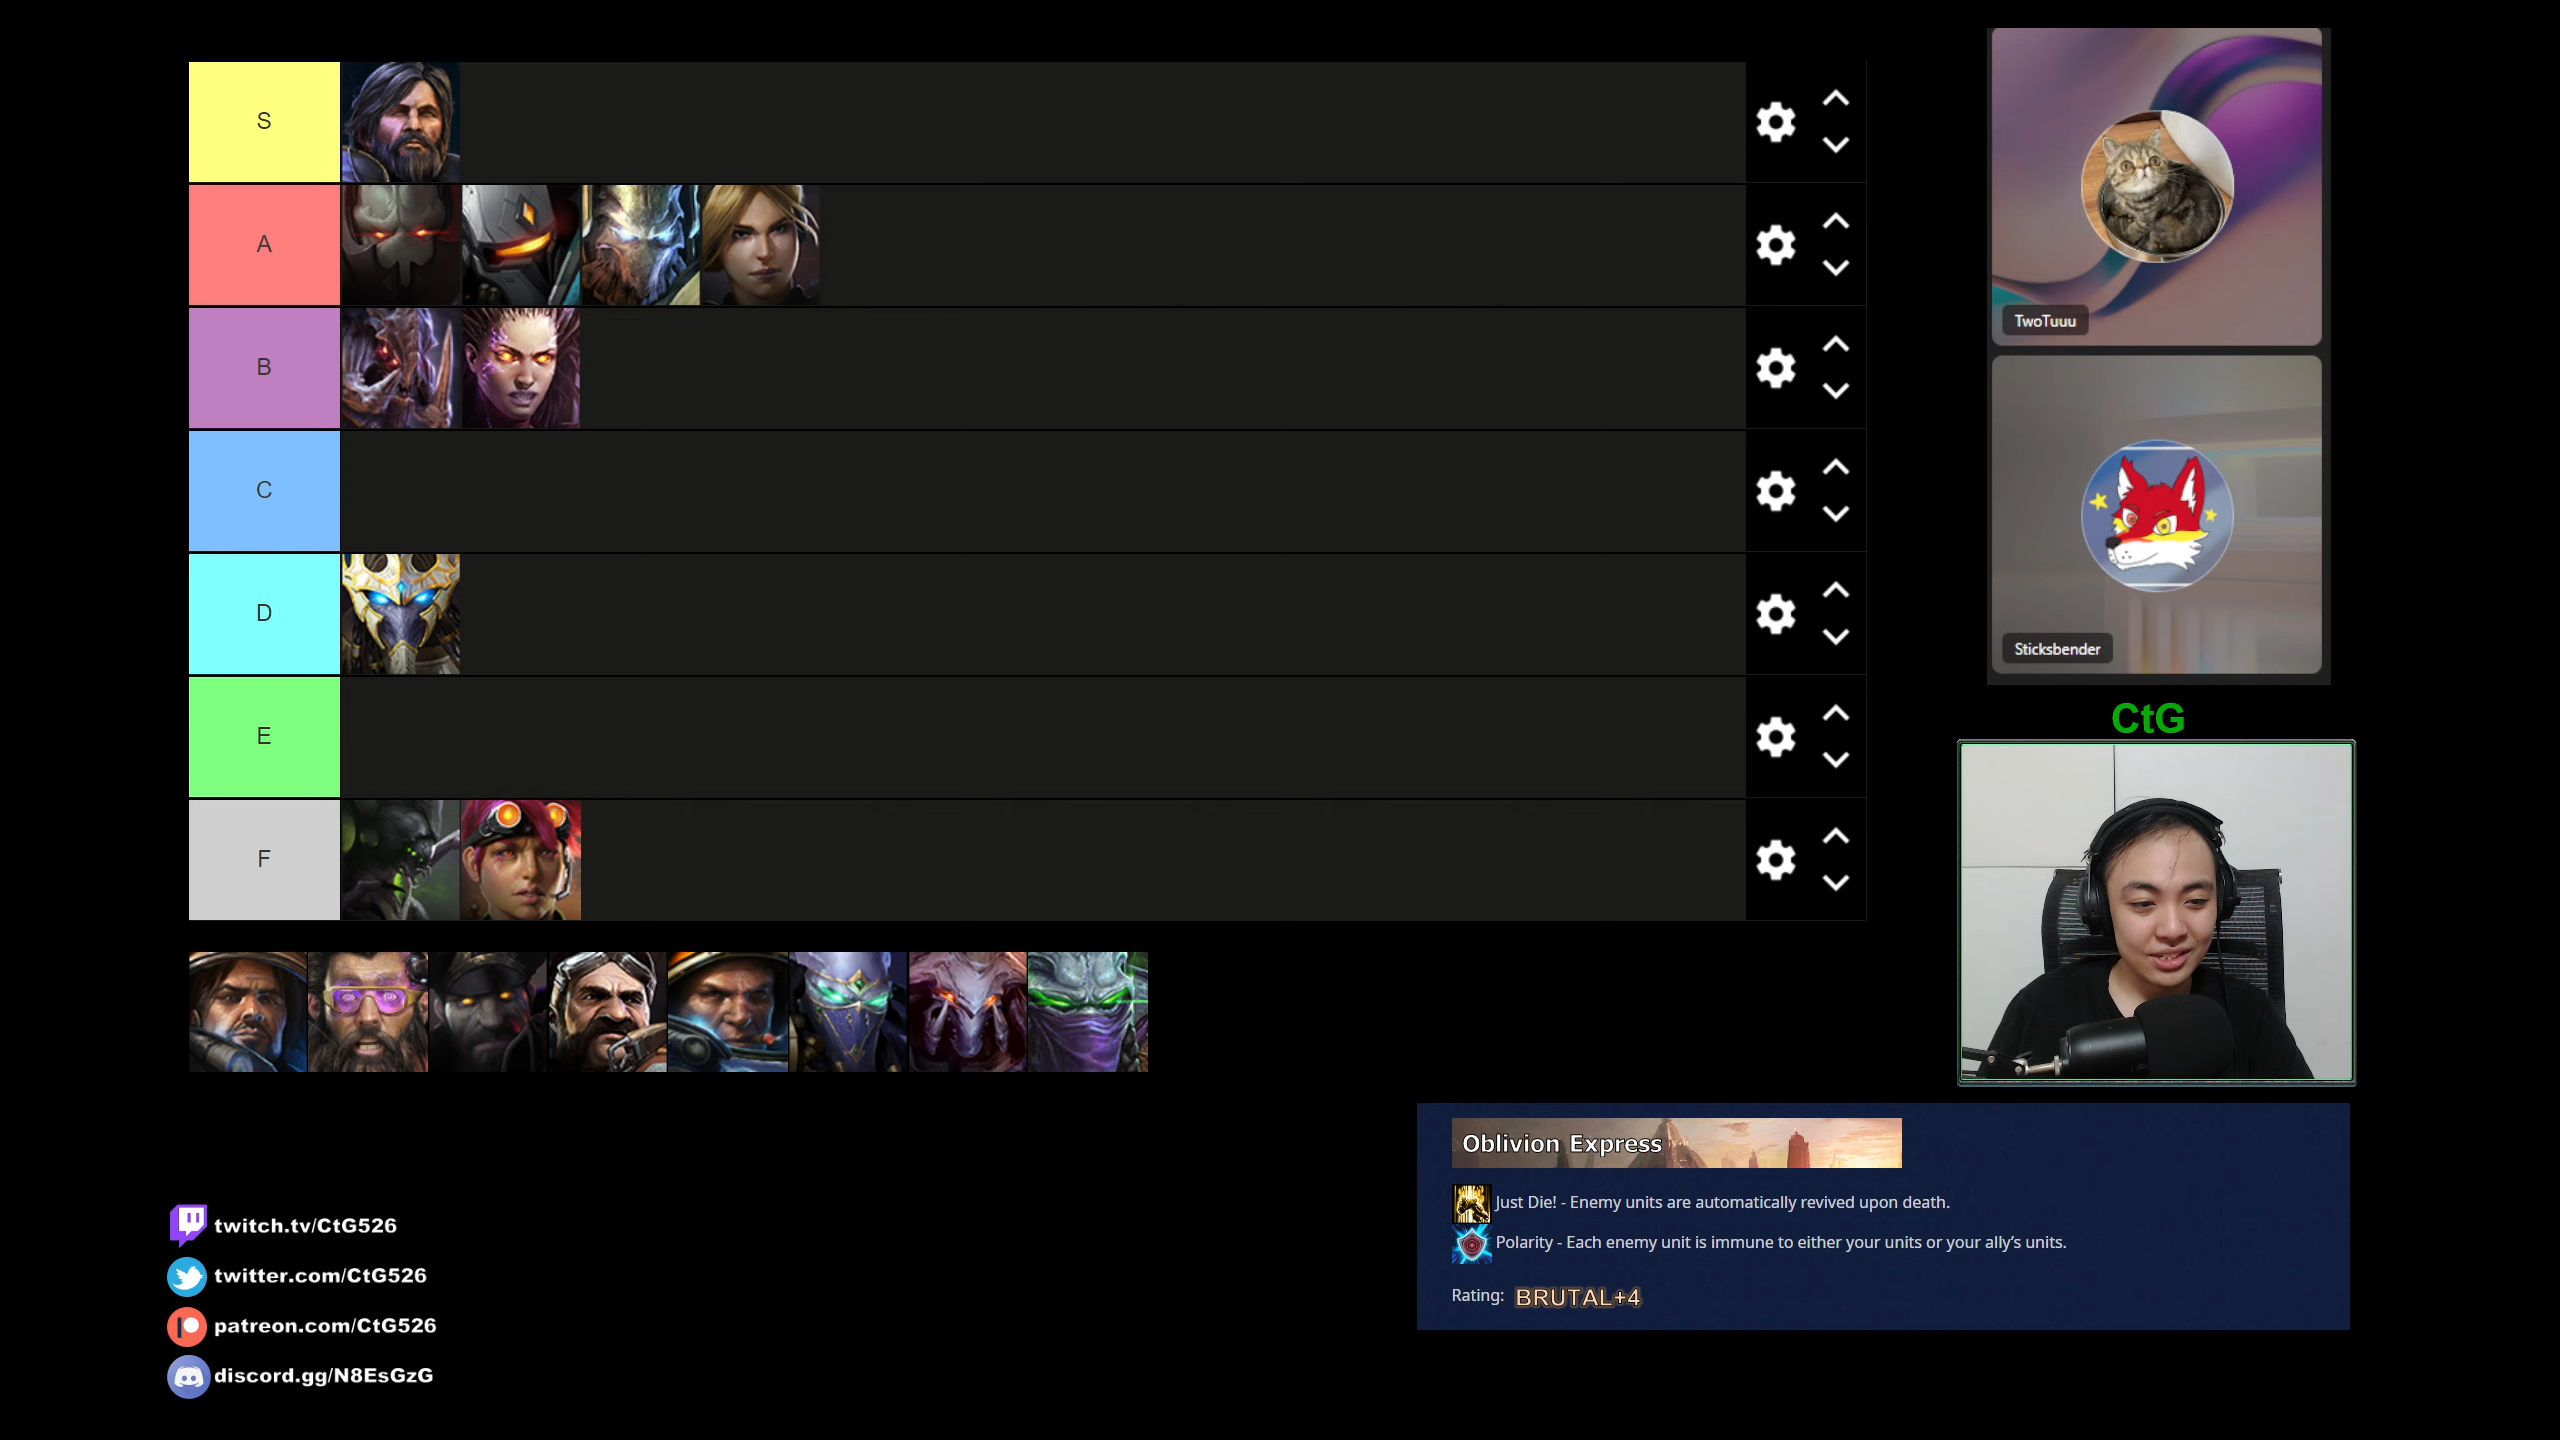 S
A
B
C
D
E
F
TwoTuuu
Sticksbender
CtG
Oblivion Express
Just Die! - Enemy units are automatically revived upon death.
Polarity - Each enemy unit is immune to either your units or your ally's units.
Rating: BRUTAL+4
twitch.tv/CtG526
twitter.com/CtG526
patreon.com/CtG526
discord.gg/N8EsGzG